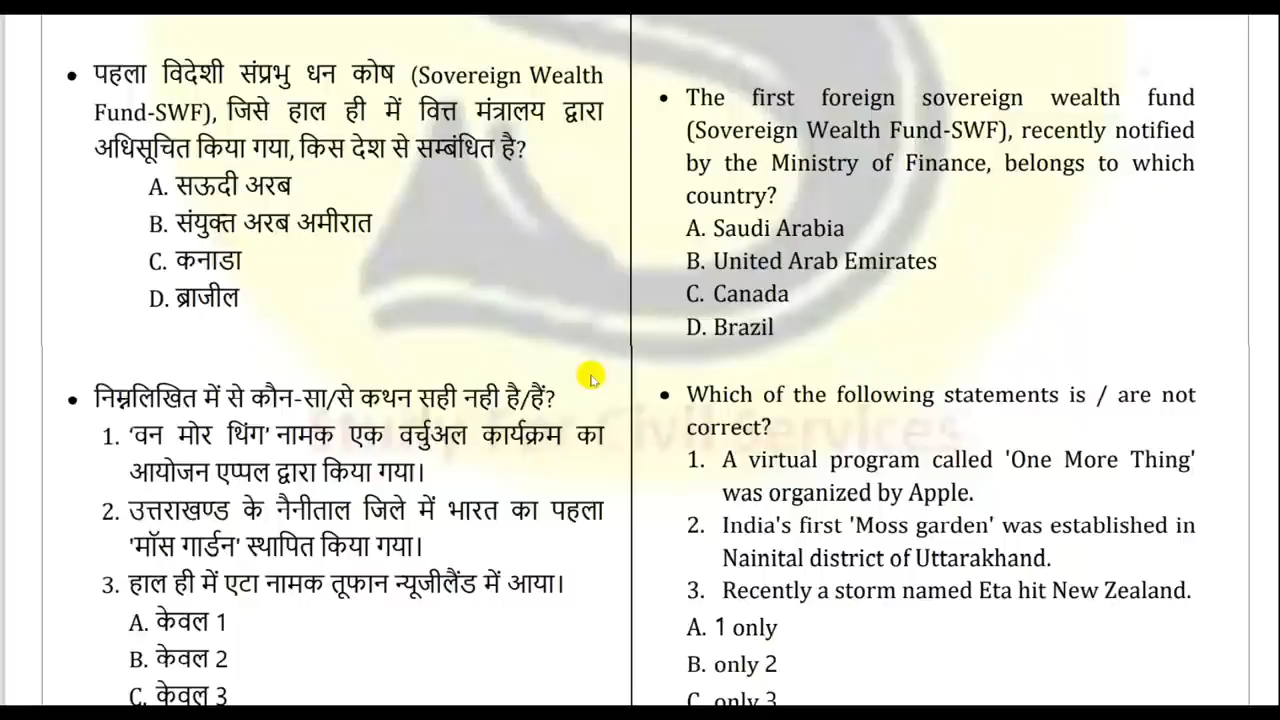 • पहला विदेशी संप्रभु धन कोष (Sovereign Wealth
Fund-SWF), जिसे हाल ही में वित्त मंत्रालय द्वारा
अधिसूचित किया गया, किस देश से सम्बंधित है?
A. सऊदी अरब
B. संयुक्त अरब अमीरात
C. कनाडा
D. ब्राजील
• निम्नलिखित में से कौन-सा/से कथन सही नही है/हैं?
1. ‘वन मोर थिंग’ नामक एक वर्चुअल कार्यक्रम का
आयोजन एप्पल द्वारा किया गया।
2. उत्तराखण्ड के नैनीताल जिले में भारत का पहला
'मॉस गार्डन’ स्थापित किया गया।
3. हाल ही में एटा नामक तूफान न्यूजीलैंड में आया।
A. केवल 1
B. केवल 2
C. केवल 3
• The first foreign sovereign wealth fund
(Sovereign Wealth Fund-SWF), recently notified
by the Ministry of Finance, belongs to which
country?
A. Saudi Arabia
B. United Arab Emirates
C. Canada
D. Brazil
• Which of the following statements is / are not
correct?
1. A virtual program called 'One More Thing'
was organized by Apple.
2. India's first 'Moss garden' was established in
Nainital district of Uttarakhand.
3. Recently a storm named Eta hit New Zealand.
A. 1 only
B. only 2
C. only 3
Civil Services